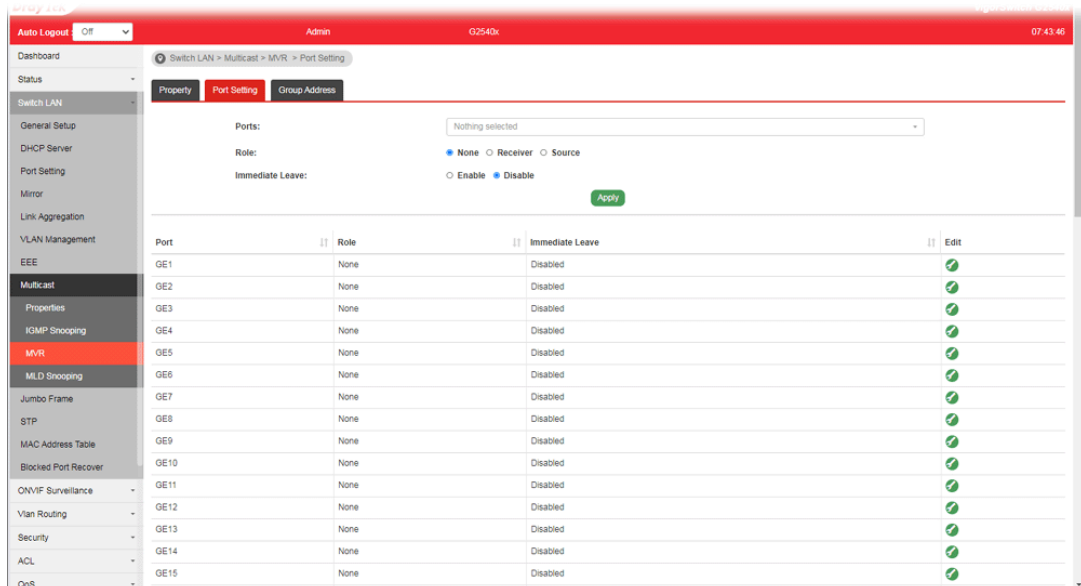 DrayTek
Auto Logout : Off Admin G2540x 07:43:46
Dashboard
Status
Switch LAN
General Setup
DHCP Server
Port Setting
Mirror
Link Aggregation
VLAN Management
EEE
Multicast
Properties
IGMP Snooping
MVR
MLD Snooping
Jumbo Frame
STP
MAC Address Table
Blocked Port Recover
ONVIF Surveillance
Vlan Routing
Security
ACL
QoS
Switch LAN > Multicast > MVR > Port Setting
Property Port Setting Group Address
Ports: Nothing selected
Role: None Receiver Source
Immediate Leave: Enable Disable
Apply
Port Role Immediate Leave Edit
GE1 None Disabled
GE2 None Disabled
GE3 None Disabled
GE4 None Disabled
GE5 None Disabled
GE6 None Disabled
GE7 None Disabled
GE8 None Disabled
GE9 None Disabled
GE10 None Disabled
GE11 None Disabled
GE12 None Disabled
GE13 None Disabled
GE14 None Disabled
GE15 None Disabled